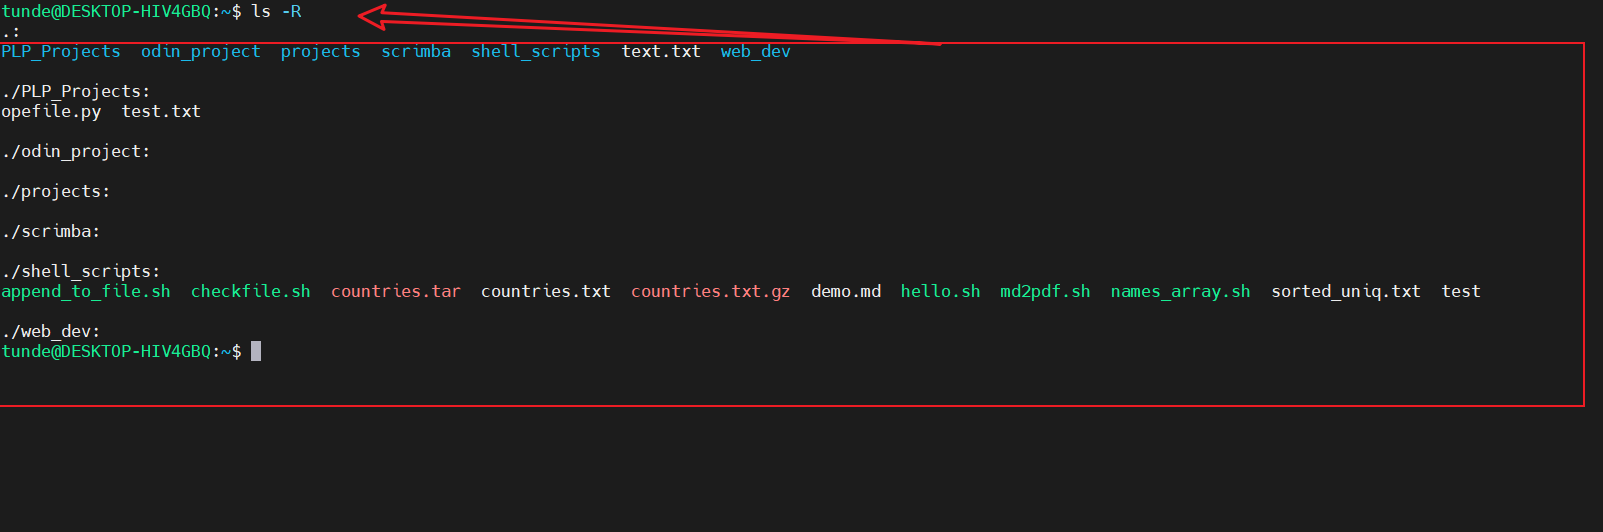 tunde@DESKTOP-HIV4GBQ:~$ ls -R
.:
PLP_Projects  odin_project  projects  scrimba  shell_scripts  text.txt  web_dev
./PLP_Projects:
opefile.py  test.txt
./odin_project:
./projects:
./scrimba:
./shell_scripts:
append_to_file.sh  checkfile.sh  countries.tar  countries.txt  countries.txt.gz  demo.md  hello.sh  md2pdf.sh  names_array.sh  sorted_uniq.txt  test
./web_dev:
tunde@DESKTOP-HIV4GBQ:~$